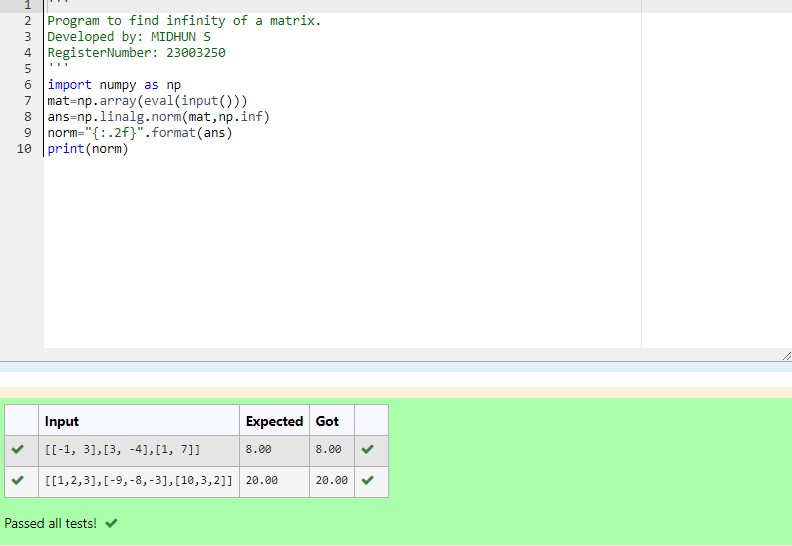 1 '''
2 Program to find infinity of a matrix.
3 Developed by: MIDHUN S
4 RegisterNumber: 23003250
5 '''
6 import numpy as np
7 mat=np.array(eval(input()))
8 ans=np.linalg.norm(mat,np.inf)
9 norm="{:.2f}".format(ans)
10 print(norm)
Input Expected Got
[[-1, 3],[3, -4],[1, 7]] 8.00 8.00
[[1,2,3],[-9,-8,-3],[10,3,2]] 20.00 20.00
Passed all tests!